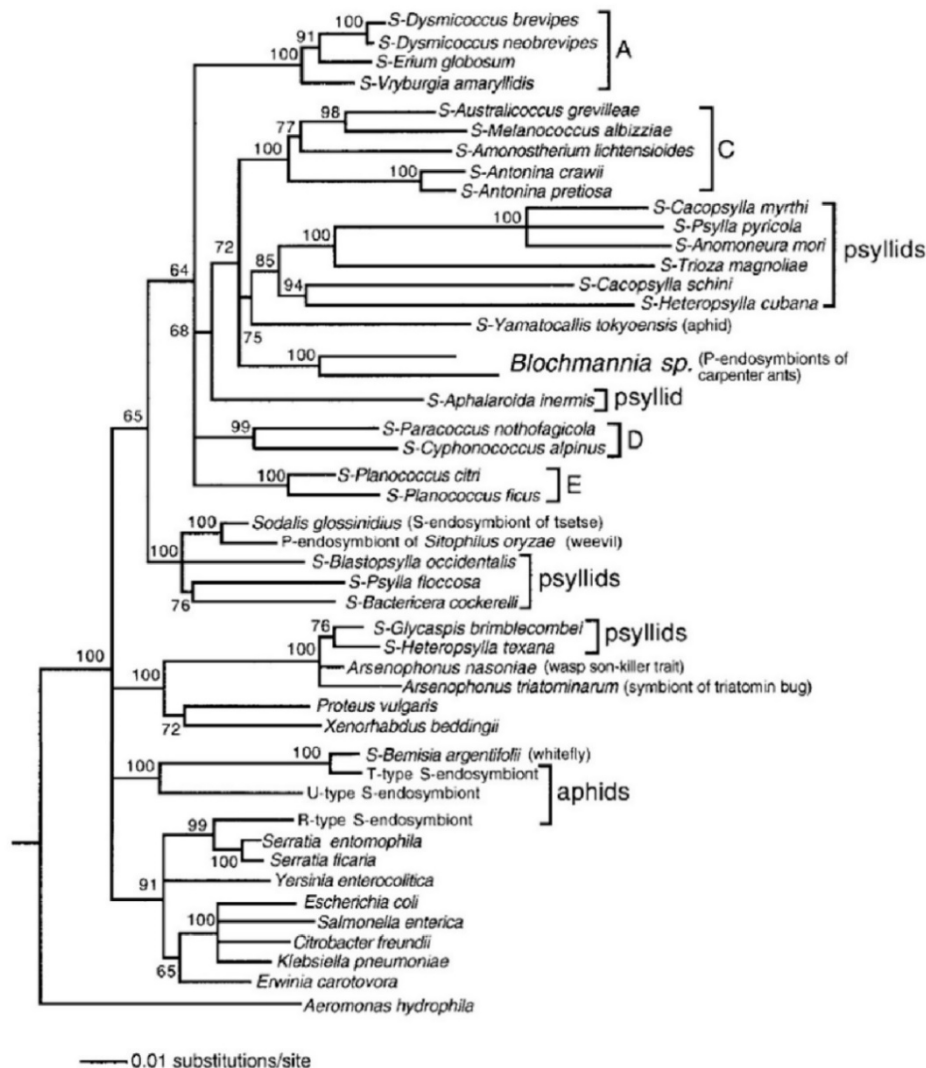 100
S-Dysmicoccus brevipes
91
S-Dysmicoccus neobrevipes
A
100
S-Erium globosum
S-Vryburgia amaryllidis
98
S-Australicoccus grevilleae
77
S-Melanococcus albizziae
100
S-Amonostherium lichtensioides
C
100
S-Antonina crawii
S-Antonina pretiosa
S-Cacopsylla myrthi
100
S-Psylla pyricola
72
100
S-Anomoneura mori
psyllids
64
85
S-Trioza magnoliae
94
S-Cacopsylla schini
S-Heteropsylla cubana
68
75
S-Yamatocallis tokyoensis (aphid)
100
Blochmannia sp. (P-endosymbionts of
carpenter ants)
S-Aphalaroida inermis
psyllid
65
99
S-Paracoccus nothofagicola
D
S-Cyphonococcus alpinus
100
S-Planococcus citri
E
S-Planococcus ficus
100
Sodalis glossinidius (S-endosymbiont of tsetse)
P-endosymbiont of Sitophilus oryzae (weevil)
100
S-Blastopsylla occidentalis
S-Psylla floccosa
psyllids
76
S-Bactericera cockerelli
76
S-Glycaspis brimblecombei
psyllids
100
S-Heteropsylla texana
100
100
Arsenophonus nasoniae (wasp son-killer trait)
Arsenophonus triatominarum (symbiont of triatomin bug)
Proteus vulgaris
72
Xenorhabdus beddingii
100
S-Bemisia argentifolii (whitefly)
100
T-type S-endosymbiont
U-type S-endosymbiont
aphids
99
R-type S-endosymbiont
Serratia entomophila
100
Serratia ficaria
91
Yersinia enterocolitica
Escherichia coli
100
Salmonella enterica
Citrobacter freundii
Klebsiella pneumoniae
65
Erwinia carotovora
Aeromonas hydrophila
0.01 substitutions/site